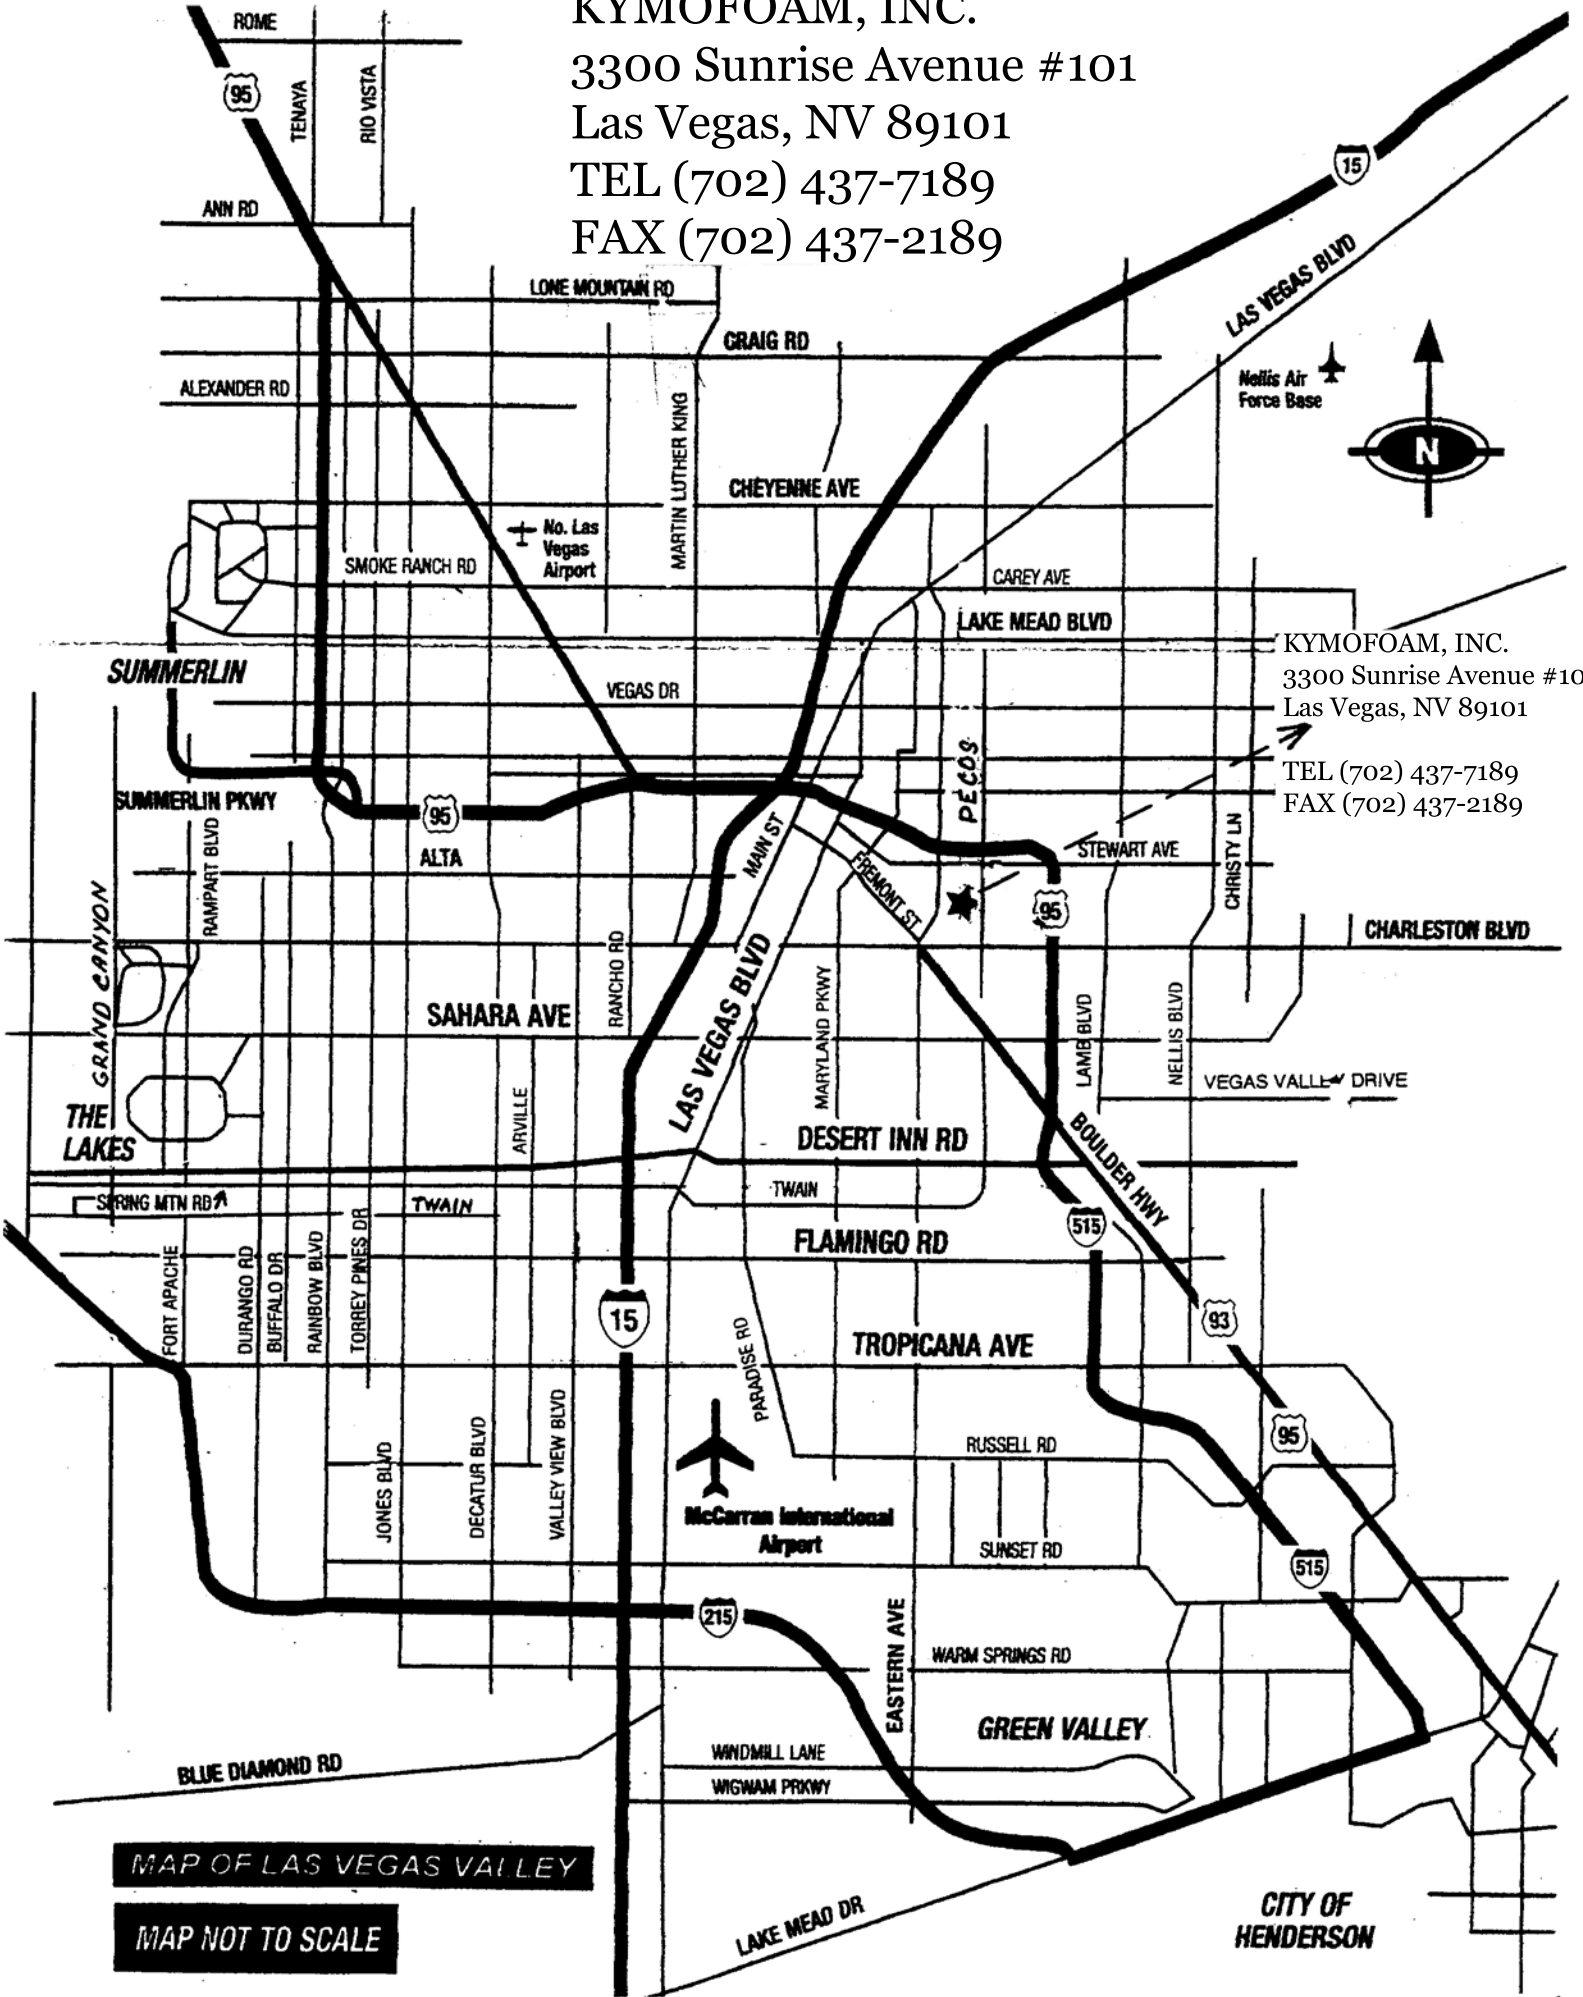 KYMOFOAM, INC.
3300 Sunrise Avenue #101
Las Vegas, NV 89101
TEL (702) 437-7189
FAX (702) 437-2189
ROME
95
TENAYA
RIO VISTA
15
ANN RD
LAS VEGAS BLVD
LONE MOUNTAIN RD
CRAIG RD
ALEXANDER RD
Nellis Air
Force Base
MARTIN LUTHER KING
N
CHEYENNE AVE
No. Las
Vegas
Airport
SMOKE RANCH RD
CAREY AVE
LAKE MEAD BLVD
KYMOFOAM, INC.
3300 Sunrise Avenue #10
Las Vegas, NV 89101
TEL (702) 437-7189
FAX (702) 437-2189
SUMMERLIN
VEGAS DR
PECOS
SUMMERLIN PKWY
95
RAMPART BLVD
ALTA
MAIN ST
FREMONT ST
STEWART AVE
CHRISTY LN
95
CHARLESTON BLVD
GRAND CANYON
RANCHO RD
SAHARA AVE
LAS VEGAS BLVD
MARYLAND PKWY
LAMB BLVD
NELLIS BLVD
VEGAS VALLEY DRIVE
THE
LAKES
ARVILLE
DESERT INN RD
BOULDER HWY
SPRING MTN RD
TWAIN
TWAIN
515
FLAMINGO RD
FORT APACHE
DURANGO RD
BUFFALO DR
RAINBOW BLVD
TORREY PINES DR
15
93
PARADISE RD
TROPICANA AVE
95
JONES BLVD
DECATUR BLVD
VALLEY VIEW BLVD
RUSSELL RD
McCarran International
Airport
SUNSET RD
515
215
EASTERN AVE
WARM SPRINGS RD
GREEN VALLEY
WINDMILL LANE
WIGWAM PRKWY
BLUE DIAMOND RD
MAP OF LAS VEGAS VALLEY
MAP NOT TO SCALE
LAKE MEAD DR
CITY OF
HENDERSON